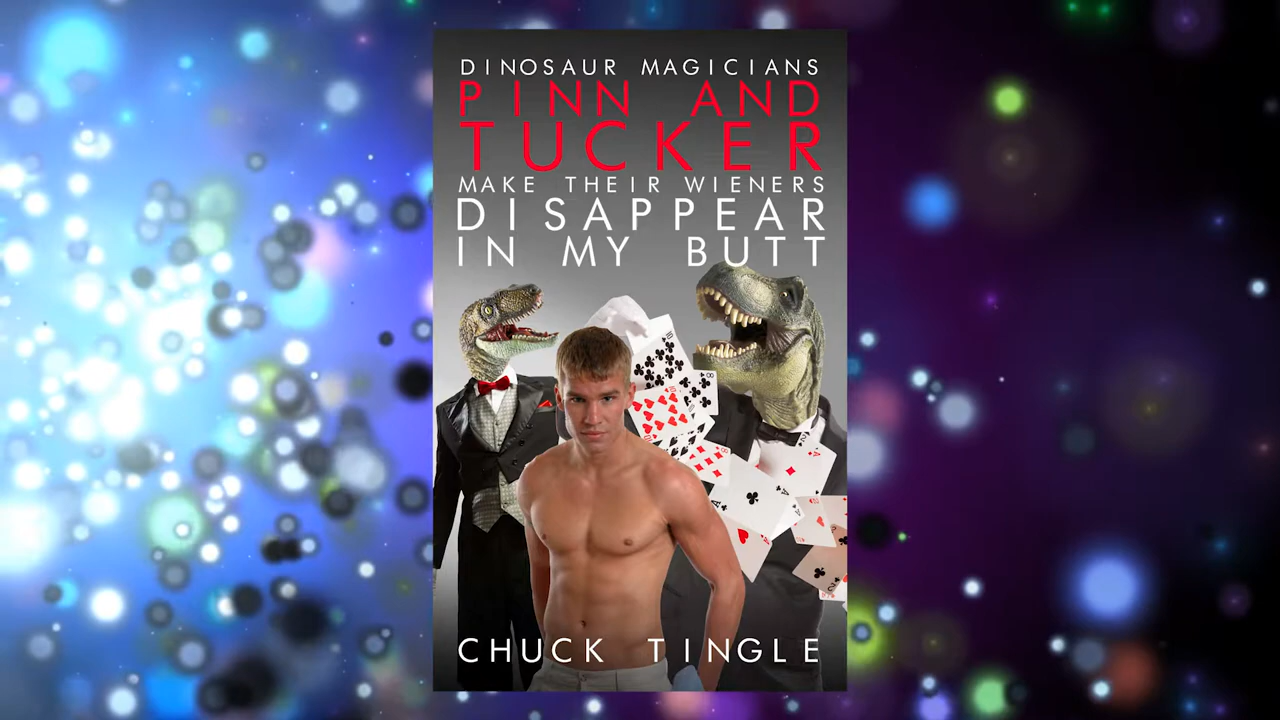 DINOSAUR MAGICIANS
PINN AND
TUCKER
MAKE THEIR WIENERS
DISAPPEAR
IN MY BUTT
CHUCK TINGLE